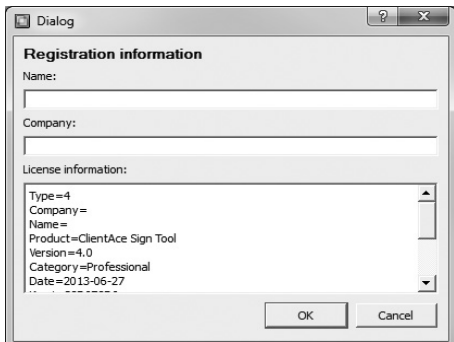 Dialog
Registration information
Name:
Company:
License information:
Type=4
Company=
Name=
Product=ClientAce Sign Tool
Version=4.0
Category=Professional
Date=2013-06-27
OK Cancel